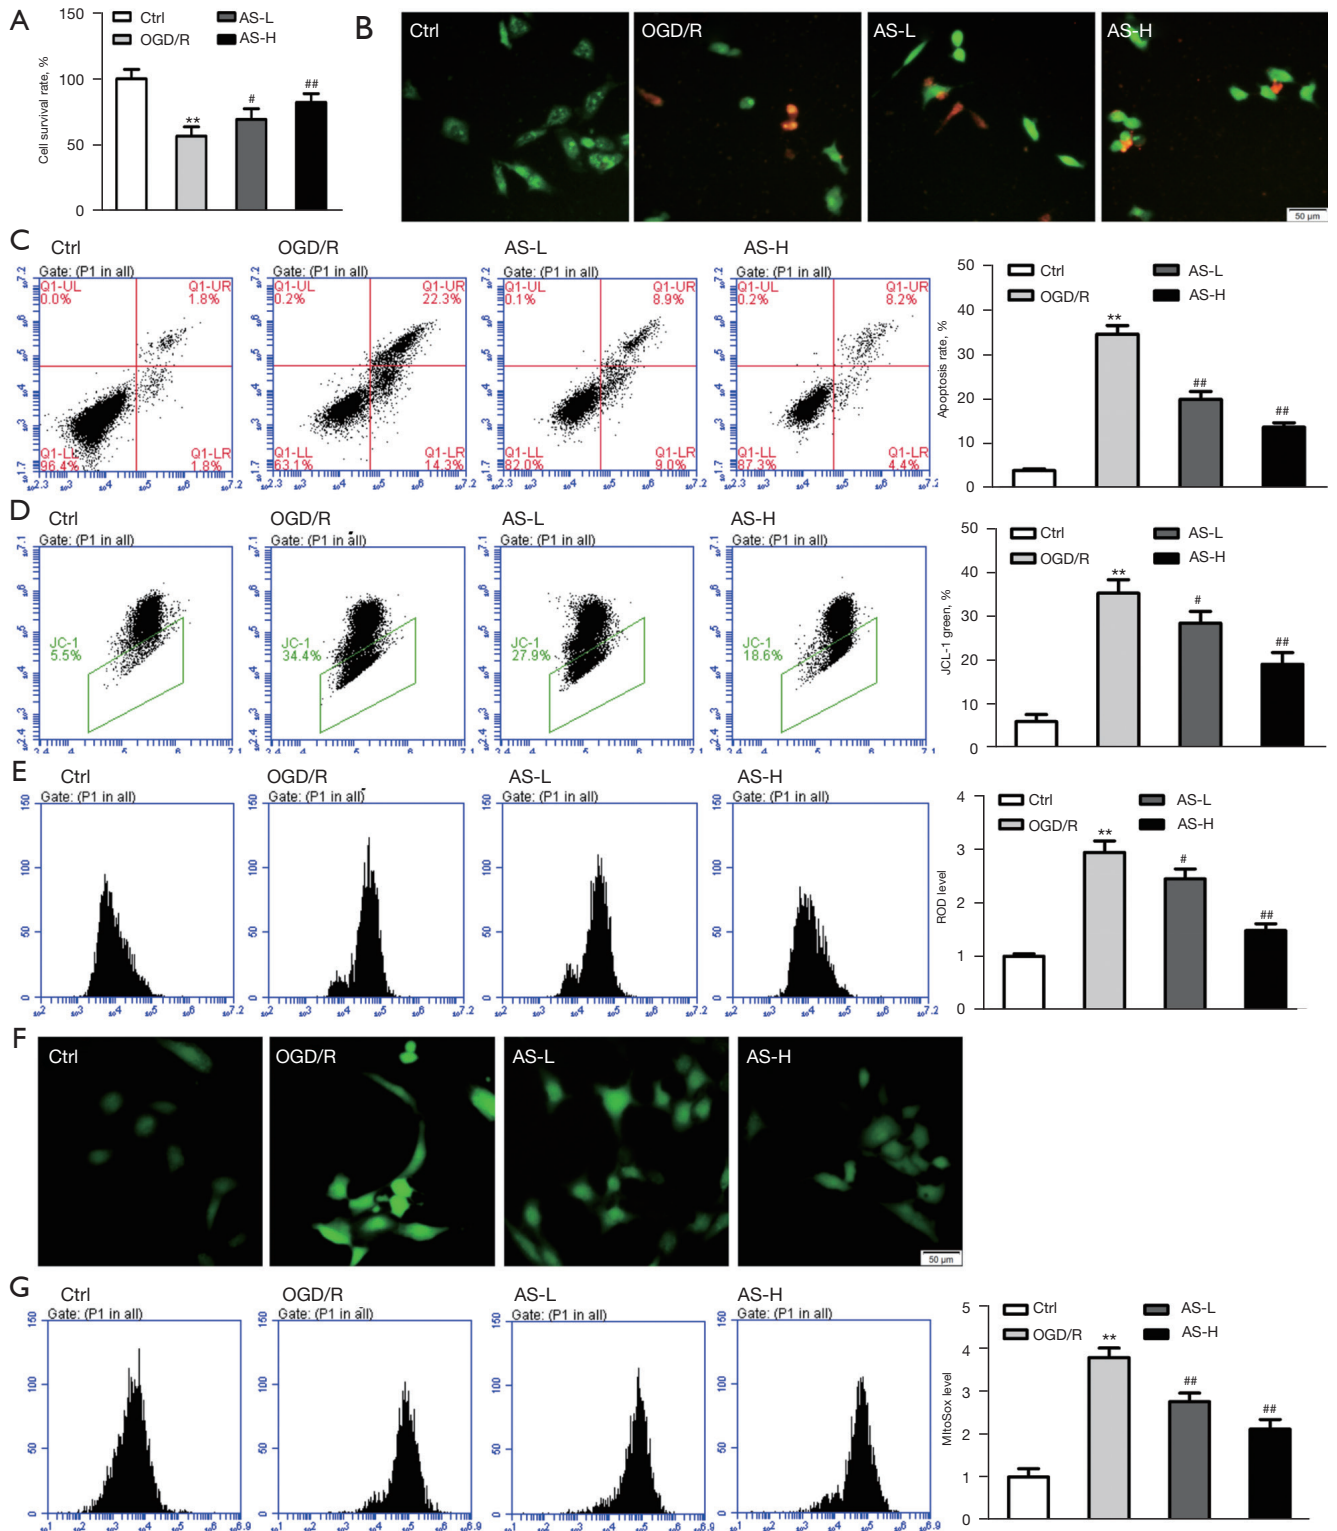 A
150
100
50
0
Cell survival rate, %
Ctrl
AS-L
OGD/R
AS-H
**
#
##
B
Ctrl
OGD/R
AS-L
AS-H
50 μm
C
Ctrl
OGD/R
AS-L
AS-H
Gate: (P1 in all)
Q1-UL
0.0%
Q1-UR
1.8%
Q1-LL
96.4%
Q1-LR
1.8%
Gate: (P1 in all)
Q1-UL
0.2%
Q1-UR
22.3%
Q1-LL
63.1%
Q1-LR
14.3%
Gate: (P1 in all)
Q1-UL
0.1%
Q1-UR
8.9%
Q1-LL
82.0%
Q1-LR
9.0%
Gate: (P1 in all)
Q1-UL
0.2%
Q1-UR
8.2%
Q1-LL
87.3%
Q1-LR
4.4%
50
40
30
20
10
0
Apoptosis rate, %
Ctrl
AS-L
OGD/R
AS-H
**
##
##
D
Ctrl
OGD/R
AS-L
AS-H
Gate: (P1 in all)
JC-1
5.5%
Gate: (P1 in all)
JC-1
34.4%
Gate: (P1 in all)
JC-1
27.9%
Gate: (P1 in all)
JC-1
18.6%
50
40
30
20
10
0
JCL-1 green, %
Ctrl
AS-L
OGD/R
AS-H
**
#
##
E
Ctrl
OGD/R
AS-L
AS-H
Gate: (P1 in all)
Gate: (P1 in all)
Gate: (P1 in all)
Gate: (P1 in all)
150
100
50
0
4
3
2
1
0
ROD level
Ctrl
AS-L
OGD/R
AS-H
**
#
##
F
Ctrl
OGD/R
AS-L
AS-H
50 μm
G
Ctrl
OGD/R
AS-L
AS-H
Gate: (P1 in all)
Gate: (P1 in all)
Gate: (P1 in all)
Gate: (P1 in all)
150
100
50
0
5
4
3
2
1
0
MItoSox level
Ctrl
AS-L
OGD/R
AS-H
**
##
##